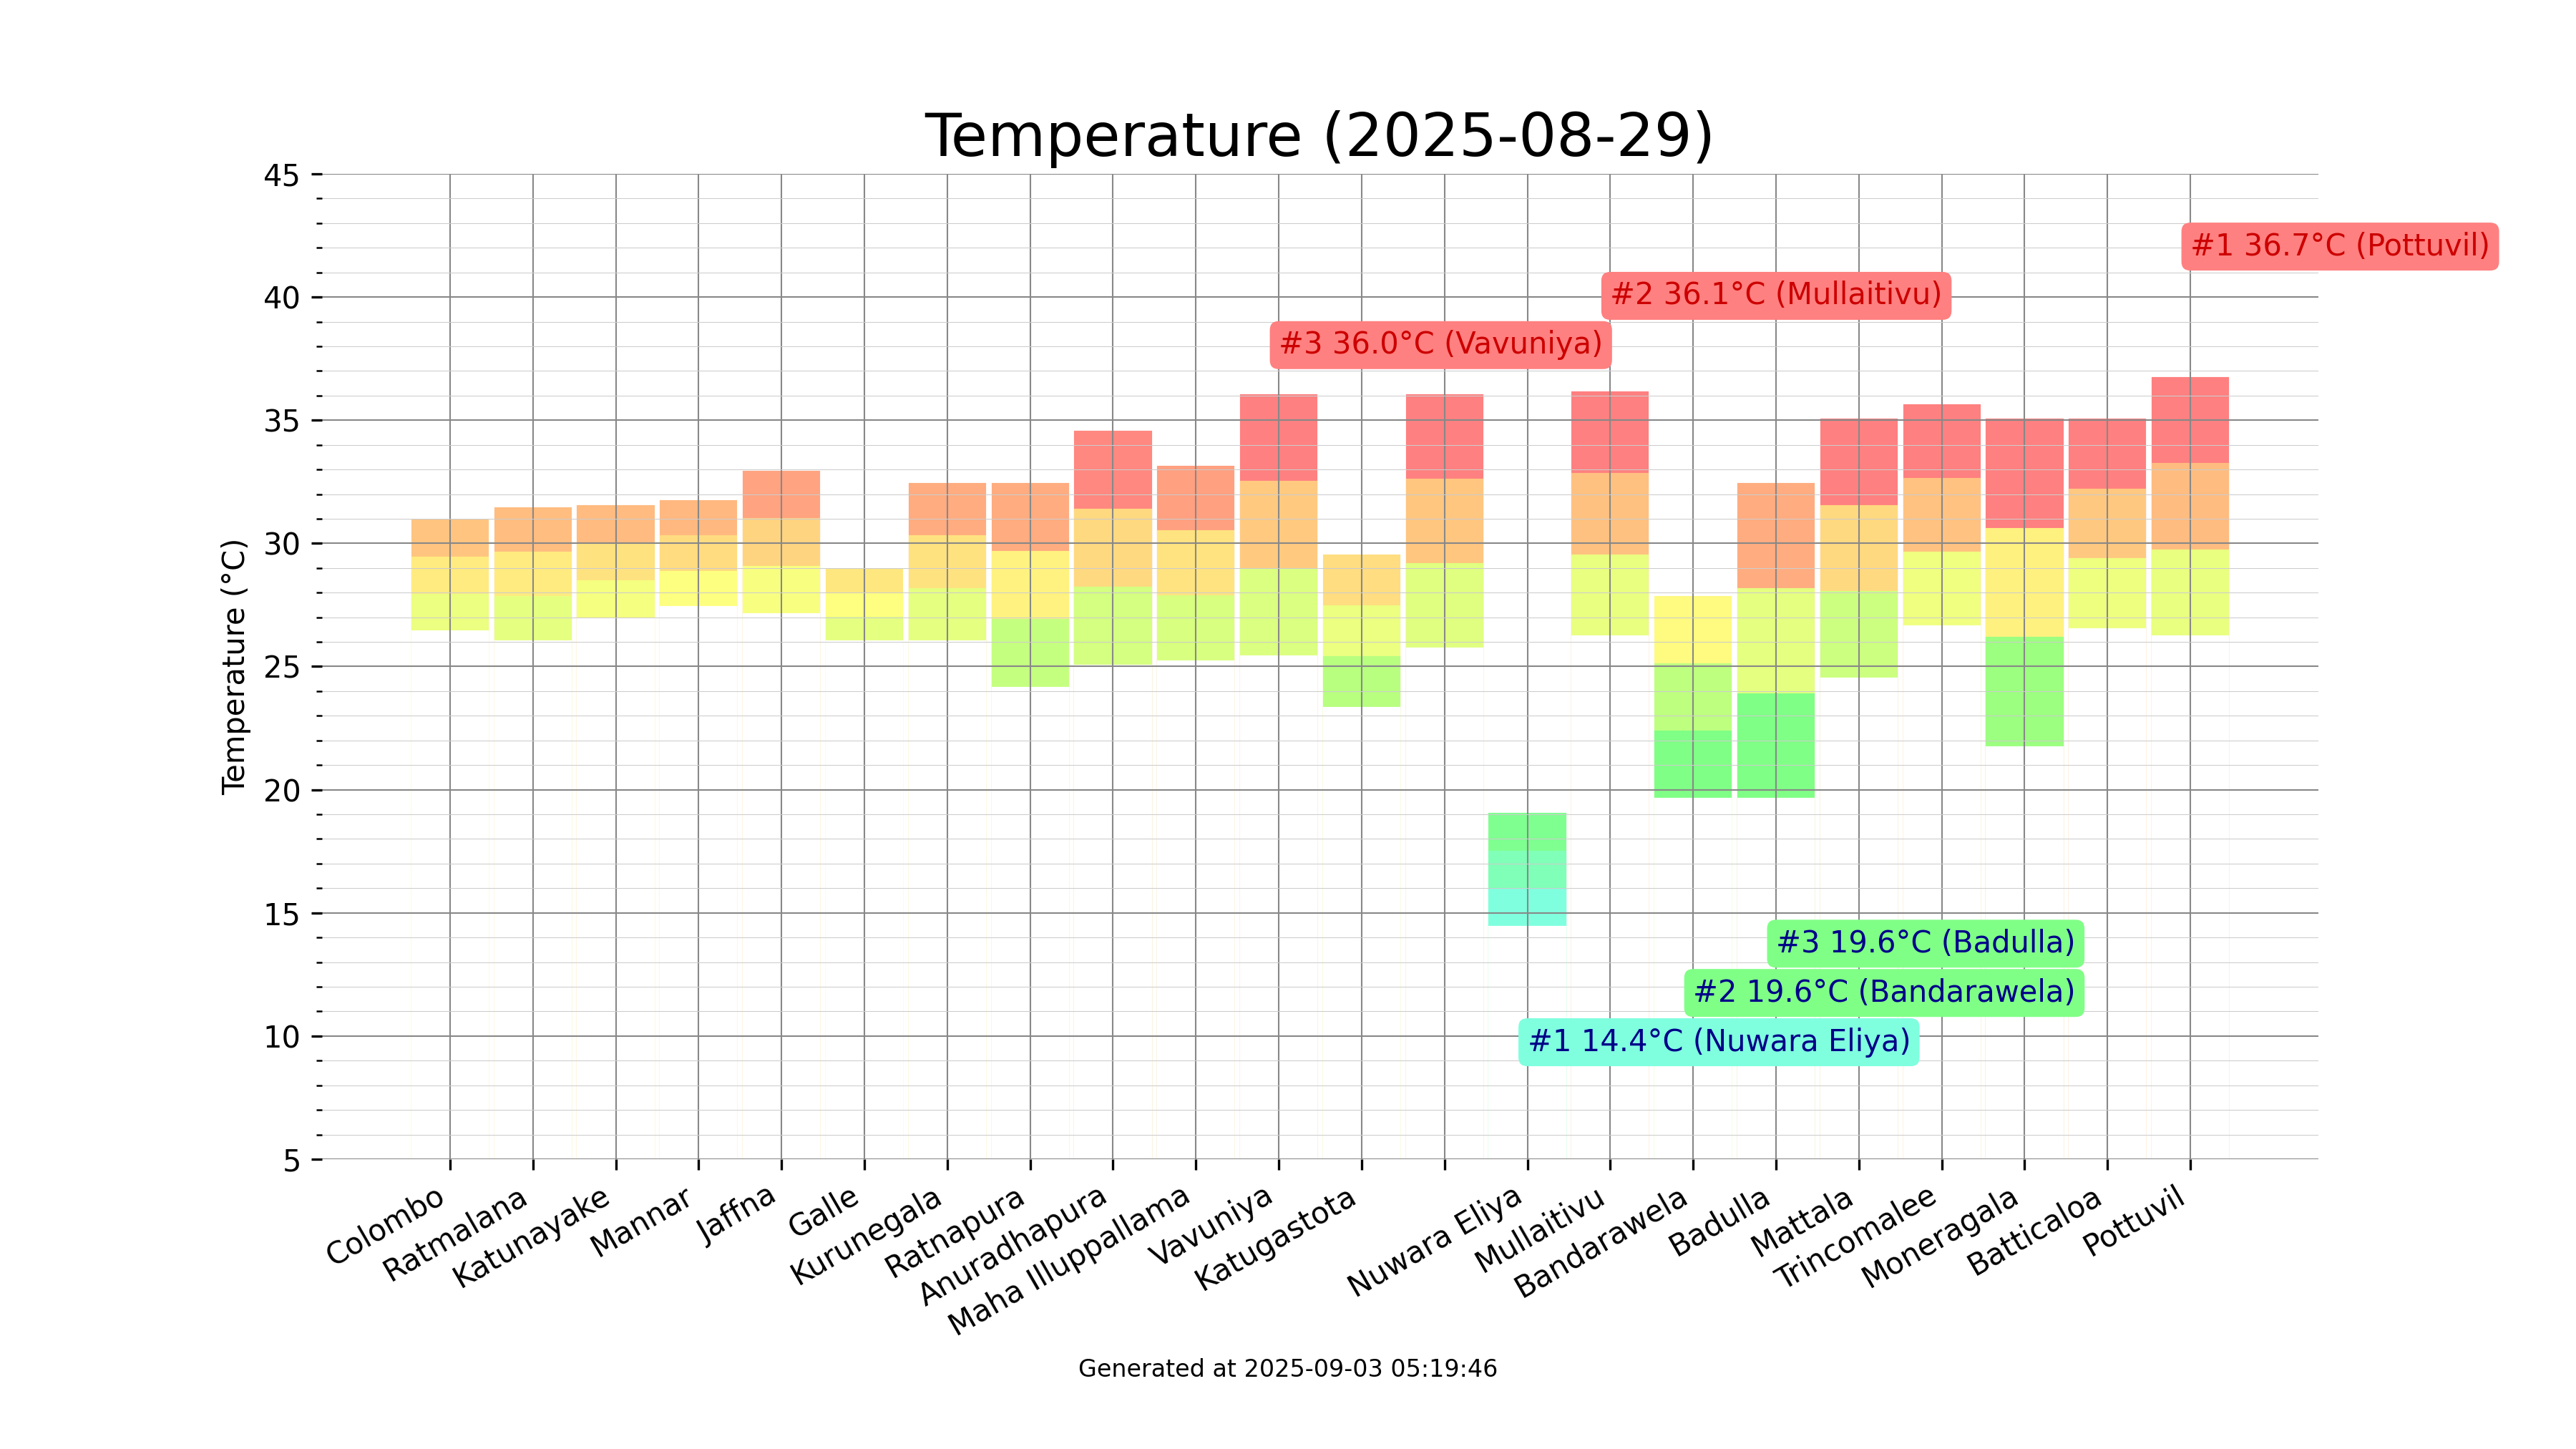 Temperature (2025-08-29)
45
40
35
30
25
20
15
10
5
Temperature (°C)
#1 36.7°C (Pottuvil)
#2 36.1°C (Mullaitivu)
#3 36.0°C (Vavuniya)
#3 19.6°C (Badulla)
#2 19.6°C (Bandarawela)
#1 14.4°C (Nuwara Eliya)
Colombo
Ratmalana
Katunayake
Mannar
Jaffna
Galle
Kurunegala
Ratnapura
Anuradhapura
Maha Illuppallama
Vavuniya
Katugastota
Nuwara Eliya
Mullaitivu
Bandarawela
Badulla
Mattala
Trincomalee
Moneragala
Batticaloa
Pottuvil
Generated at 2025-09-03 05:19:46